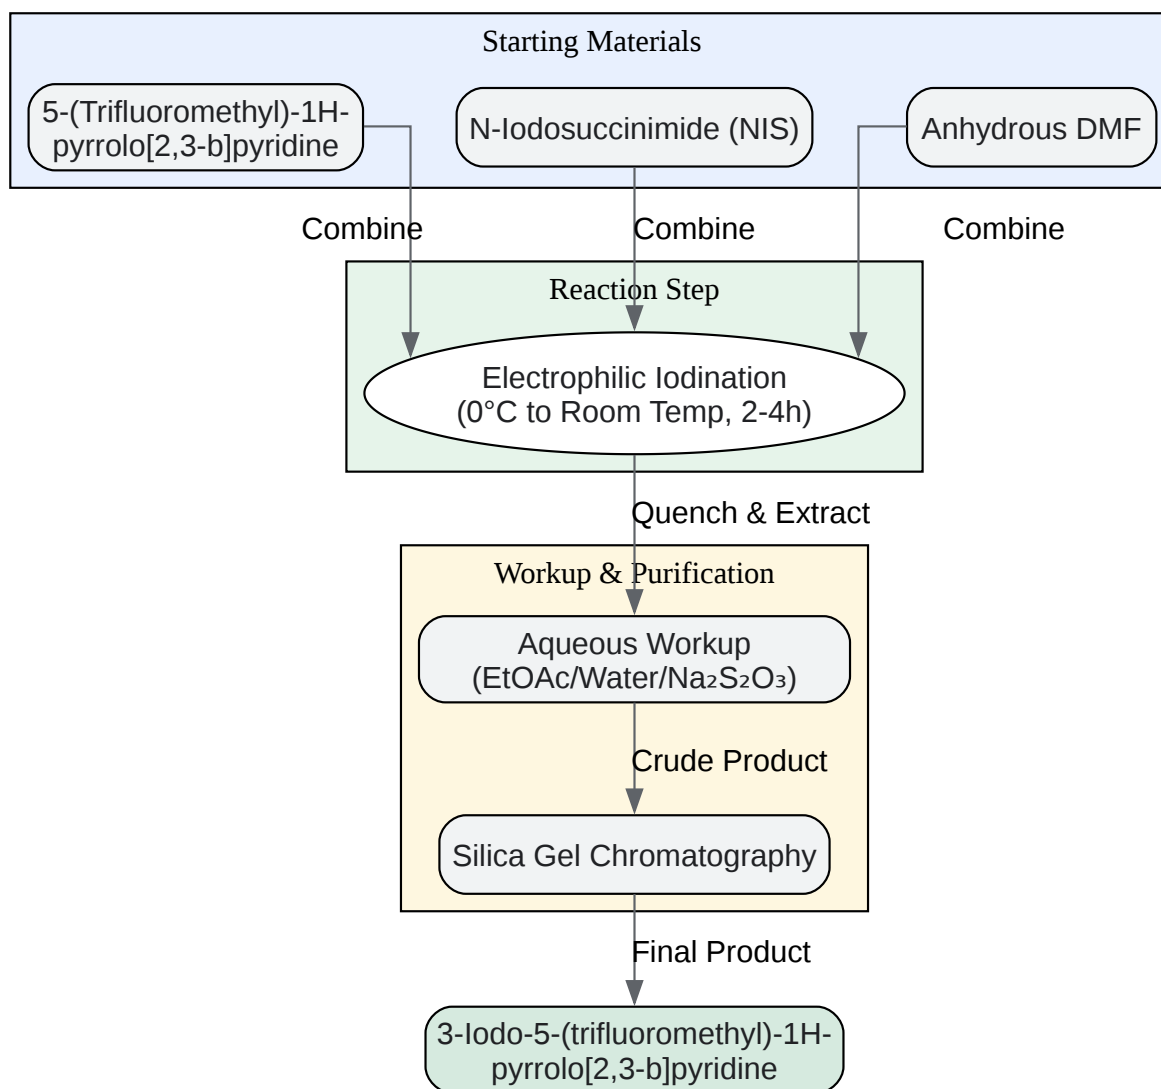 Starting Materials
5-(Trifluoromethyl)-1H-
pyrrolo[2,3-b]pyridine
N-Iodosuccinimide (NIS)
Anhydrous DMF
Combine
Combine
Combine
Reaction Step
Electrophilic Iodination
(0°C to Room Temp, 2-4h)
Quench & Extract
Workup & Purification
Aqueous Workup
(EtOAc/Water/Na₂S₂O₃)
Crude Product
Silica Gel Chromatography
Final Product
3-Iodo-5-(trifluoromethyl)-1H-
pyrrolo[2,3-b]pyridine